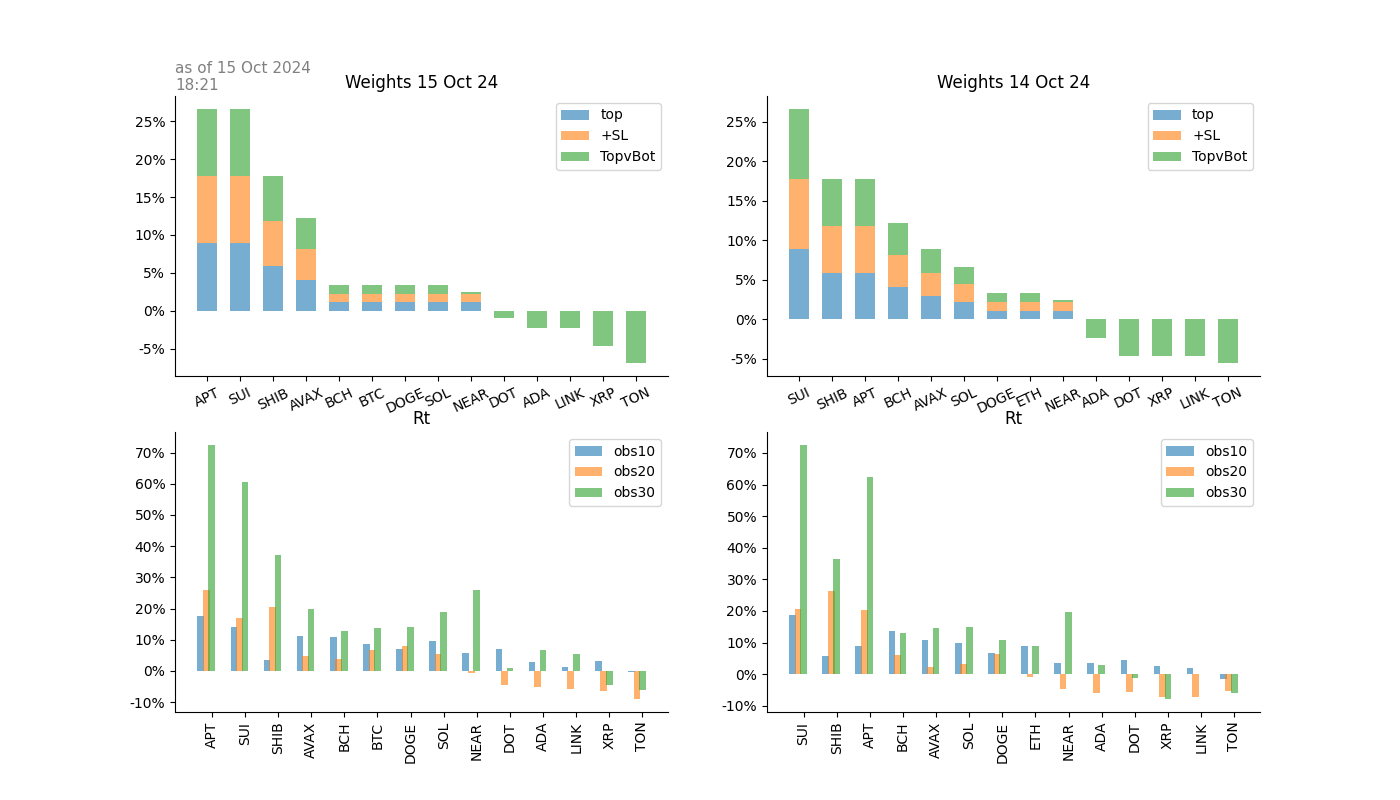 as of 15 Oct 2024
18:21
Weights 15 Oct 24
25%
20%
15%
10%
5%
0%
-5%
top
+SL
TopvBot
APT SUI SHIB AVAX BCH BTC DOGE SOL NEAR DOT ADA LINK XRP TON
Weights 14 Oct 24
25%
20%
15%
10%
5%
0%
-5%
top
+SL
TopvBot
SUI SHIB APT BCH AVAX SOL DOGE ETH NEAR ADA DOT XRP LINK TON
Rt
70%
60%
50%
40%
30%
20%
10%
0%
-10%
obs10
obs20
obs30
APT SUI SHIB AVAX BCH BTC DOGE SOL NEAR DOT ADA LINK XRP TON
Rt
70%
60%
50%
40%
30%
20%
10%
0%
-10%
obs10
obs20
obs30
SUI SHIB APT BCH AVAX SOL DOGE ETH NEAR ADA DOT XRP LINK TON